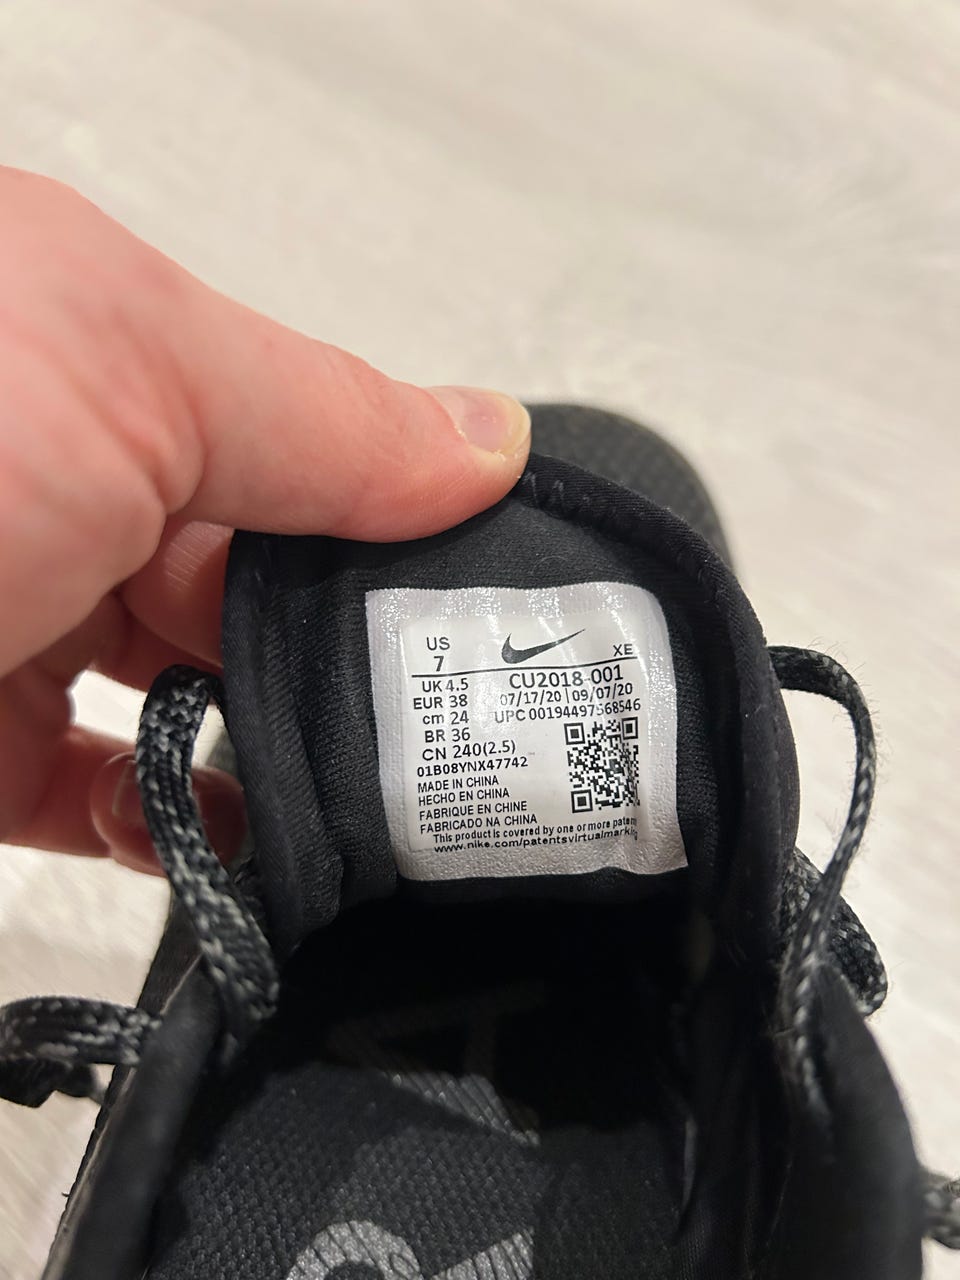 US
7
XE
UK 4.5
EUR 38
cm 24
BR 36
CN 240(2.5)
CU2018-001
07/17/20 | 09/07/20
UPC 00194497568546
01B08YNX47742
MADE IN CHINA
HECHO EN CHINA
FABRIQUE EN CHINE
FABRICADO NA CHINA
This product is covered by one or more
www.nike.com/patentsvirtualmarking